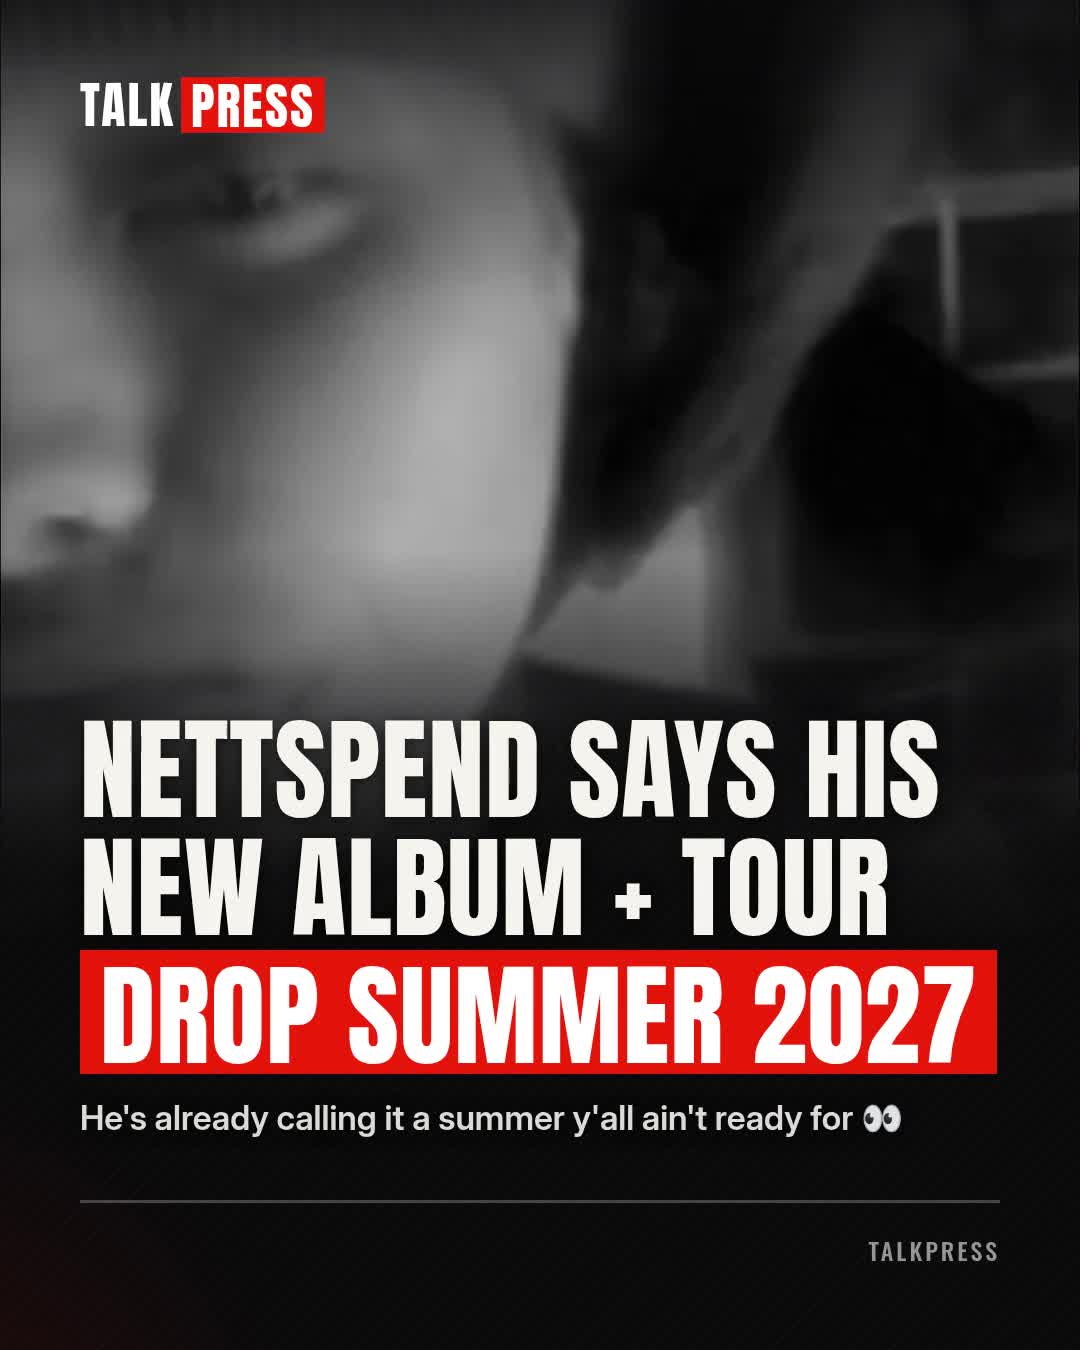 TALK PRESS
NETTSPEND SAYS HIS
NEW ALBUM + TOUR
DROP SUMMER 2027
He's already calling it a summer y'all ain't ready for 👀
TALKPRESS